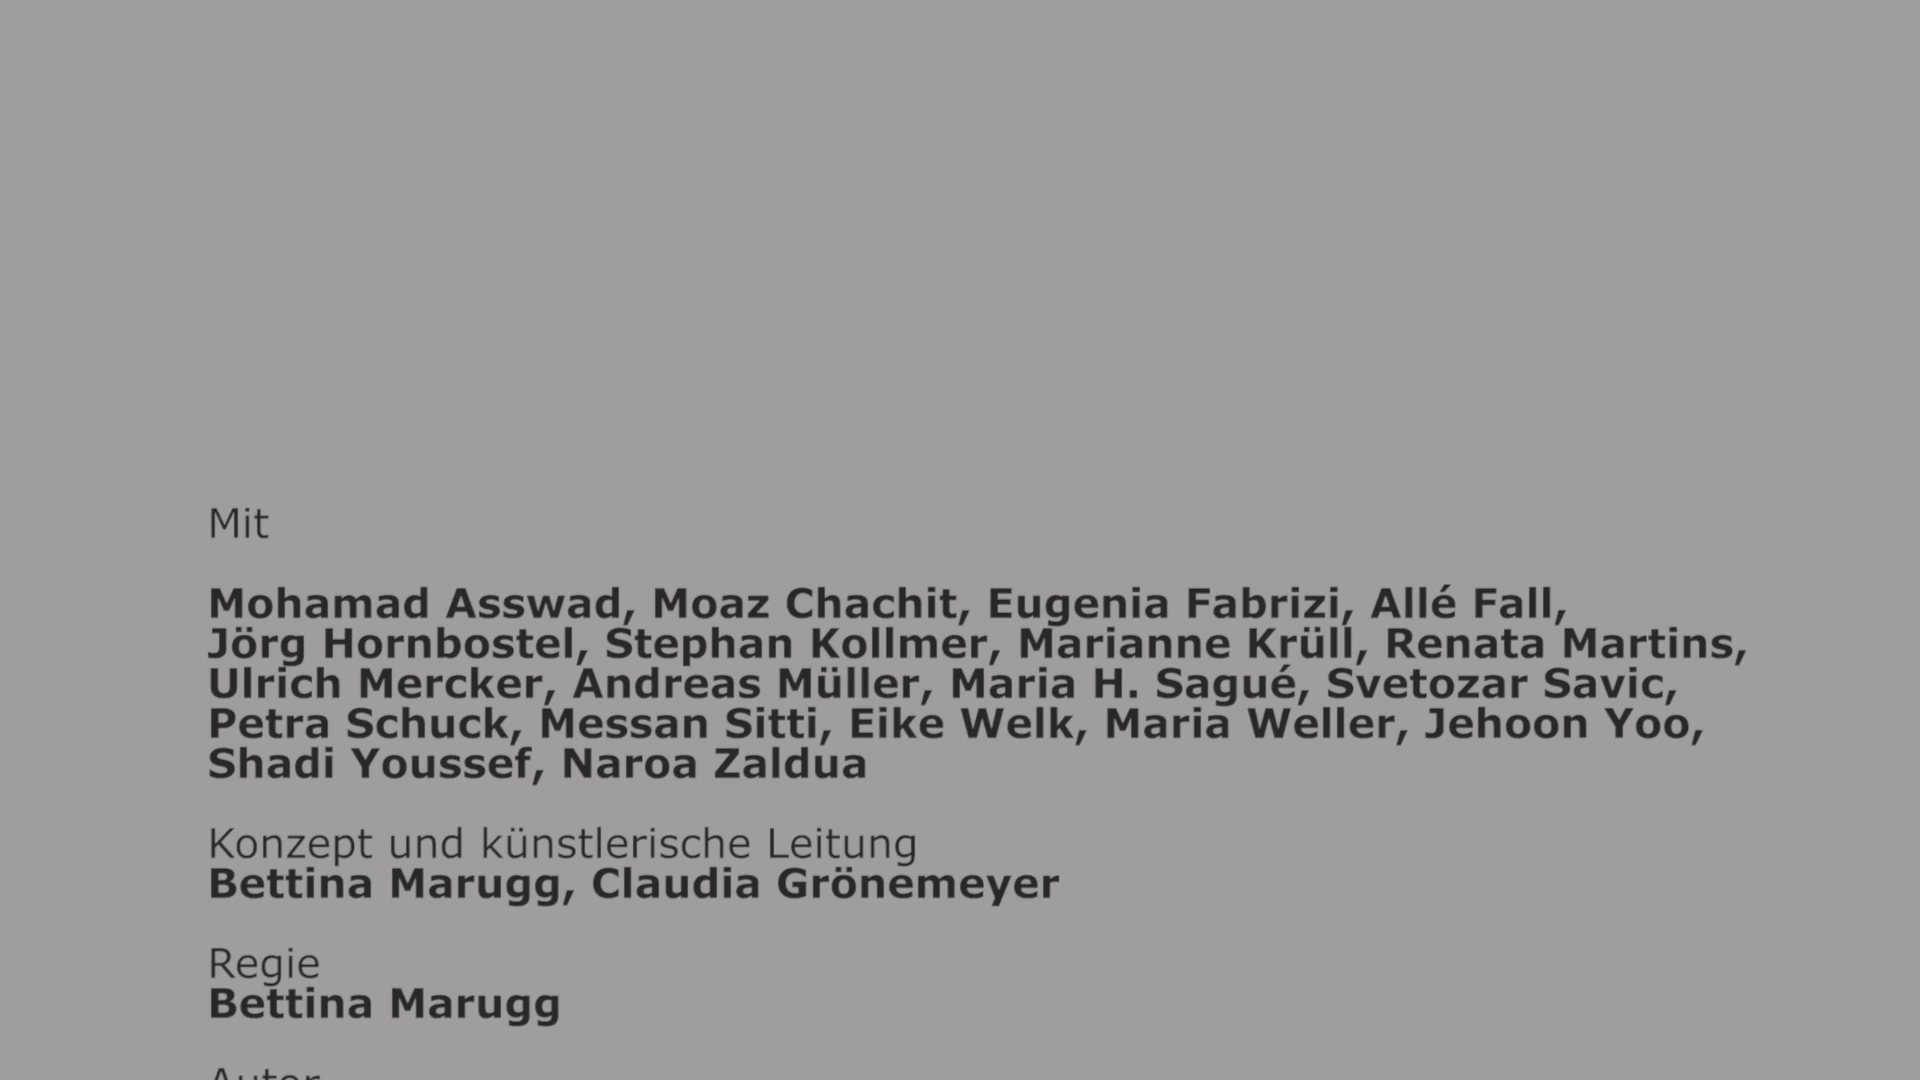 Mit
Mohamad Asswad, Moaz Chachit, Eugenia Fabrizi, Allé Fall,
Jörg Hornbostel, Stephan Kollmer, Marianne Krüll, Renata Martins,
Ulrich Mercker, Andreas Müller, Maria H. Sagué, Svetozar Savic,
Petra Schuck, Messan Sitti, Eike Welk, Maria Weller, Jehoon Yoo,
Shadi Youssef, Naroa Zaldua
Konzept und künstlerische Leitung
Bettina Marugg, Claudia Grönemeyer
Regie
Bettina Marugg
Autor